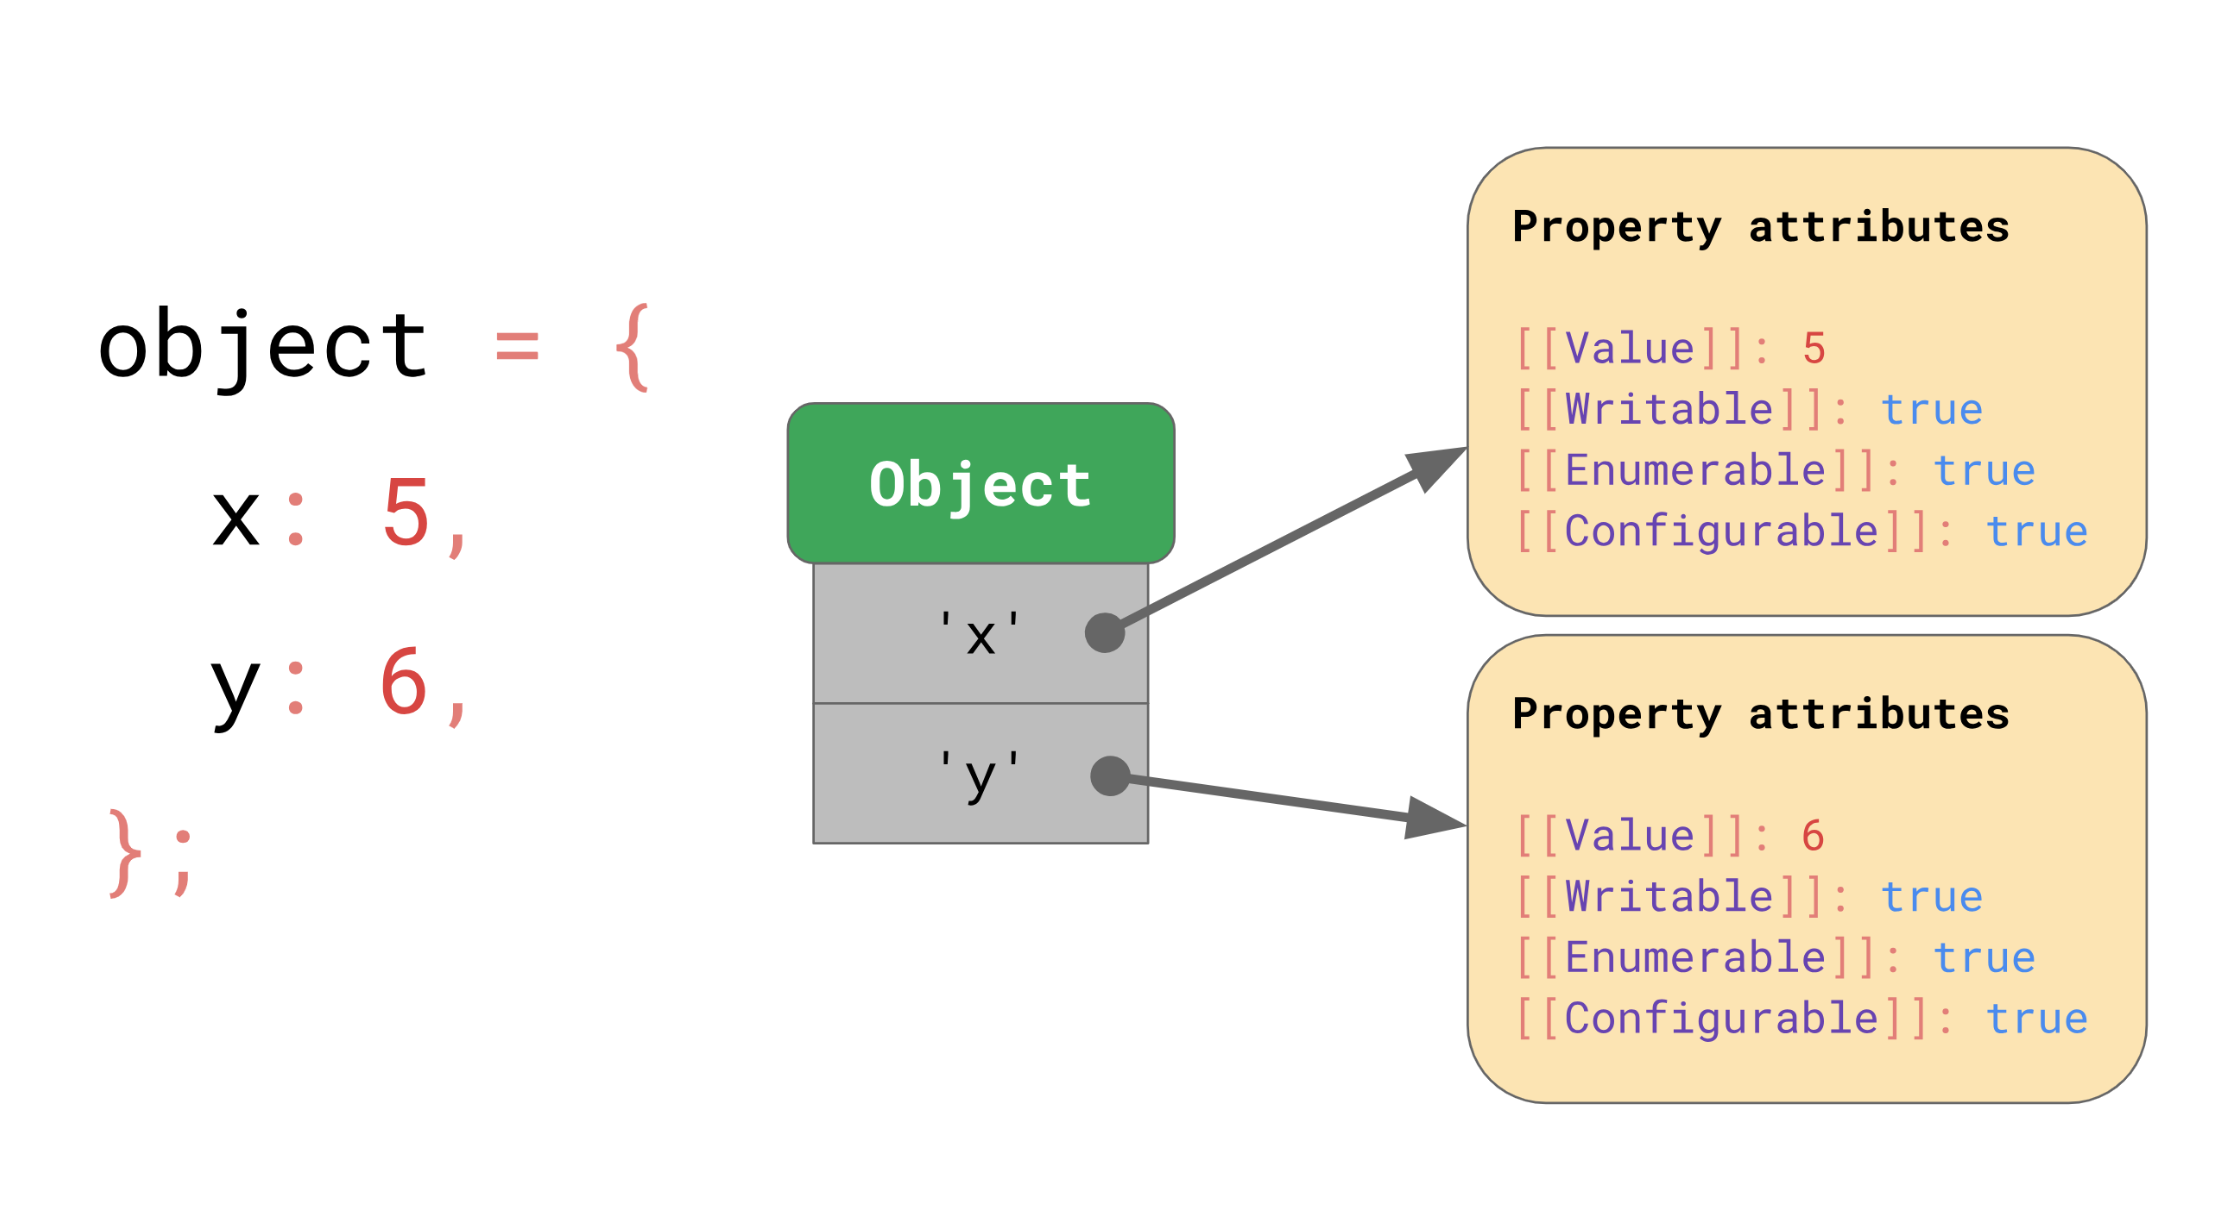 object = {
x: 5,
y: 6,
};
Object
'x'
'y'
Property attributes
[[Value]]: 5
[[Writable]]: true
[[Enumerable]]: true
[[Configurable]]: true
Property attributes
[[Value]]: 6
[[Writable]]: true
[[Enumerable]]: true
[[Configurable]]: true